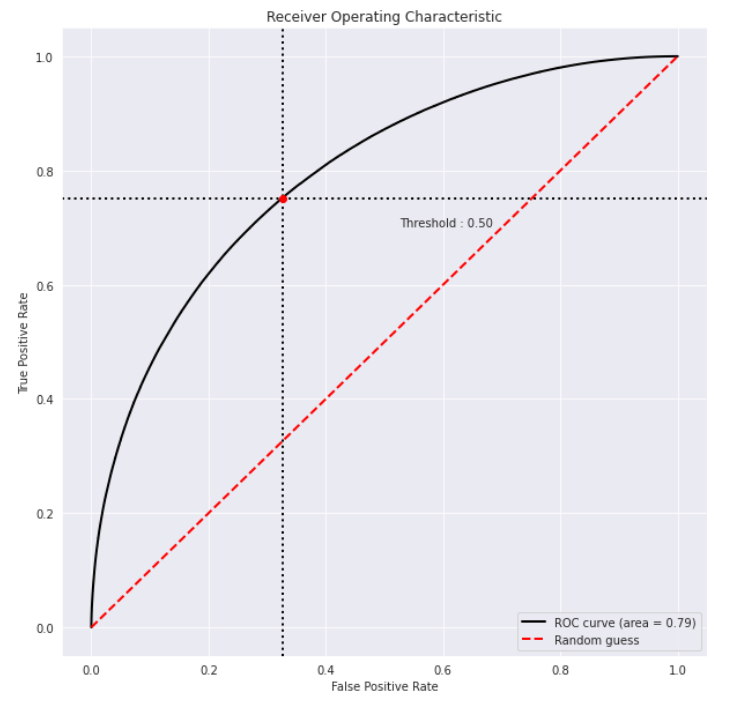 Receiver Operating Characteristic
1.0
0.8
0.6
0.4
0.2
0.0
True Positive Rate
Threshold : 0.50
ROC curve (area = 0.79)
Random guess
0.0 0.2 0.4 0.6 0.8 1.0
False Positive Rate